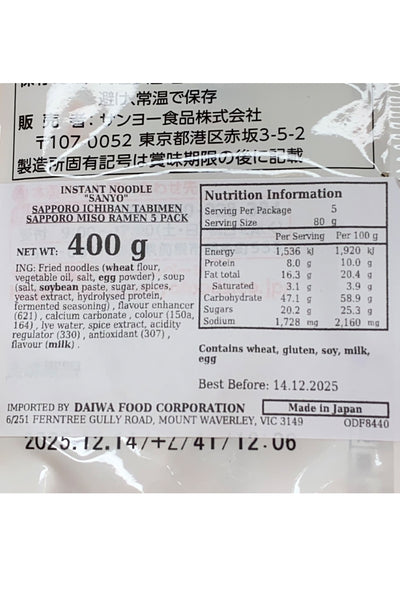 避け、常温で保存
販 売 者：サンヨー食品株式会社
〒107-0052 東京都港区赤坂3-5-2
製造所固有記号は賞味期限の後に記載
INSTANT NOODLE
"SANYO"
SAPPORO ICHIBAN TABIMEN
SAPPORO MISO RAMEN 5 PACK
NET WT: 400 g
ING: Fried noodles (wheat flour,
vegetable oil, salt, egg powder) , soup
(salt, soybean paste, sugar, spices,
yeast extract, hydrolysed protein,
fermented seasoning) , flavour enhancer
(621) , calcium carbonate , colour (150a,
164) , lye water, spice extract, acidity
regulator (330) , antioxidant (307) ,
flavour (milk) .
Nutrition Information
Serving Per Package 5
Serving Size 80 g
Per Serving Per 100 g
Energy 1,536 kJ 1,920 kJ
Protein 8.0 g 10.0 g
Fat total 16.3 g 20.4 g
Saturated 3.1 g 3.9 g
Carbohydrate 47.1 g 58.9 g
Sugars 20.2 g 25.3 g
Sodium 1,728 mg 2,160 mg
Contains wheat, gluten, soy, milk,
egg
Best Before: 14.12.2025
IMPORTED BY DAIWA FOOD CORPORATION Made in Japan
6/251 FERNTREE GULLY ROAD, MOUNT WAVERLEY, VIC 3149 ODF8440
2025.12.14/+Z/41/12:06